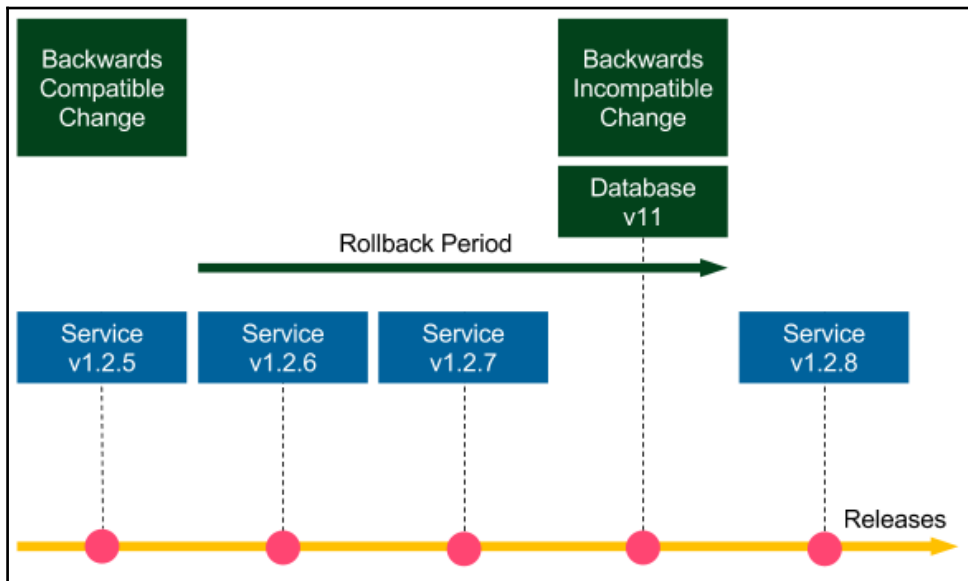 Backwards
Compatible
Change
Backwards
Incompatible
Change
Database
v11
Rollback Period
Service
v1.2.5
Service
v1.2.6
Service
v1.2.7
Service
v1.2.8
Releases